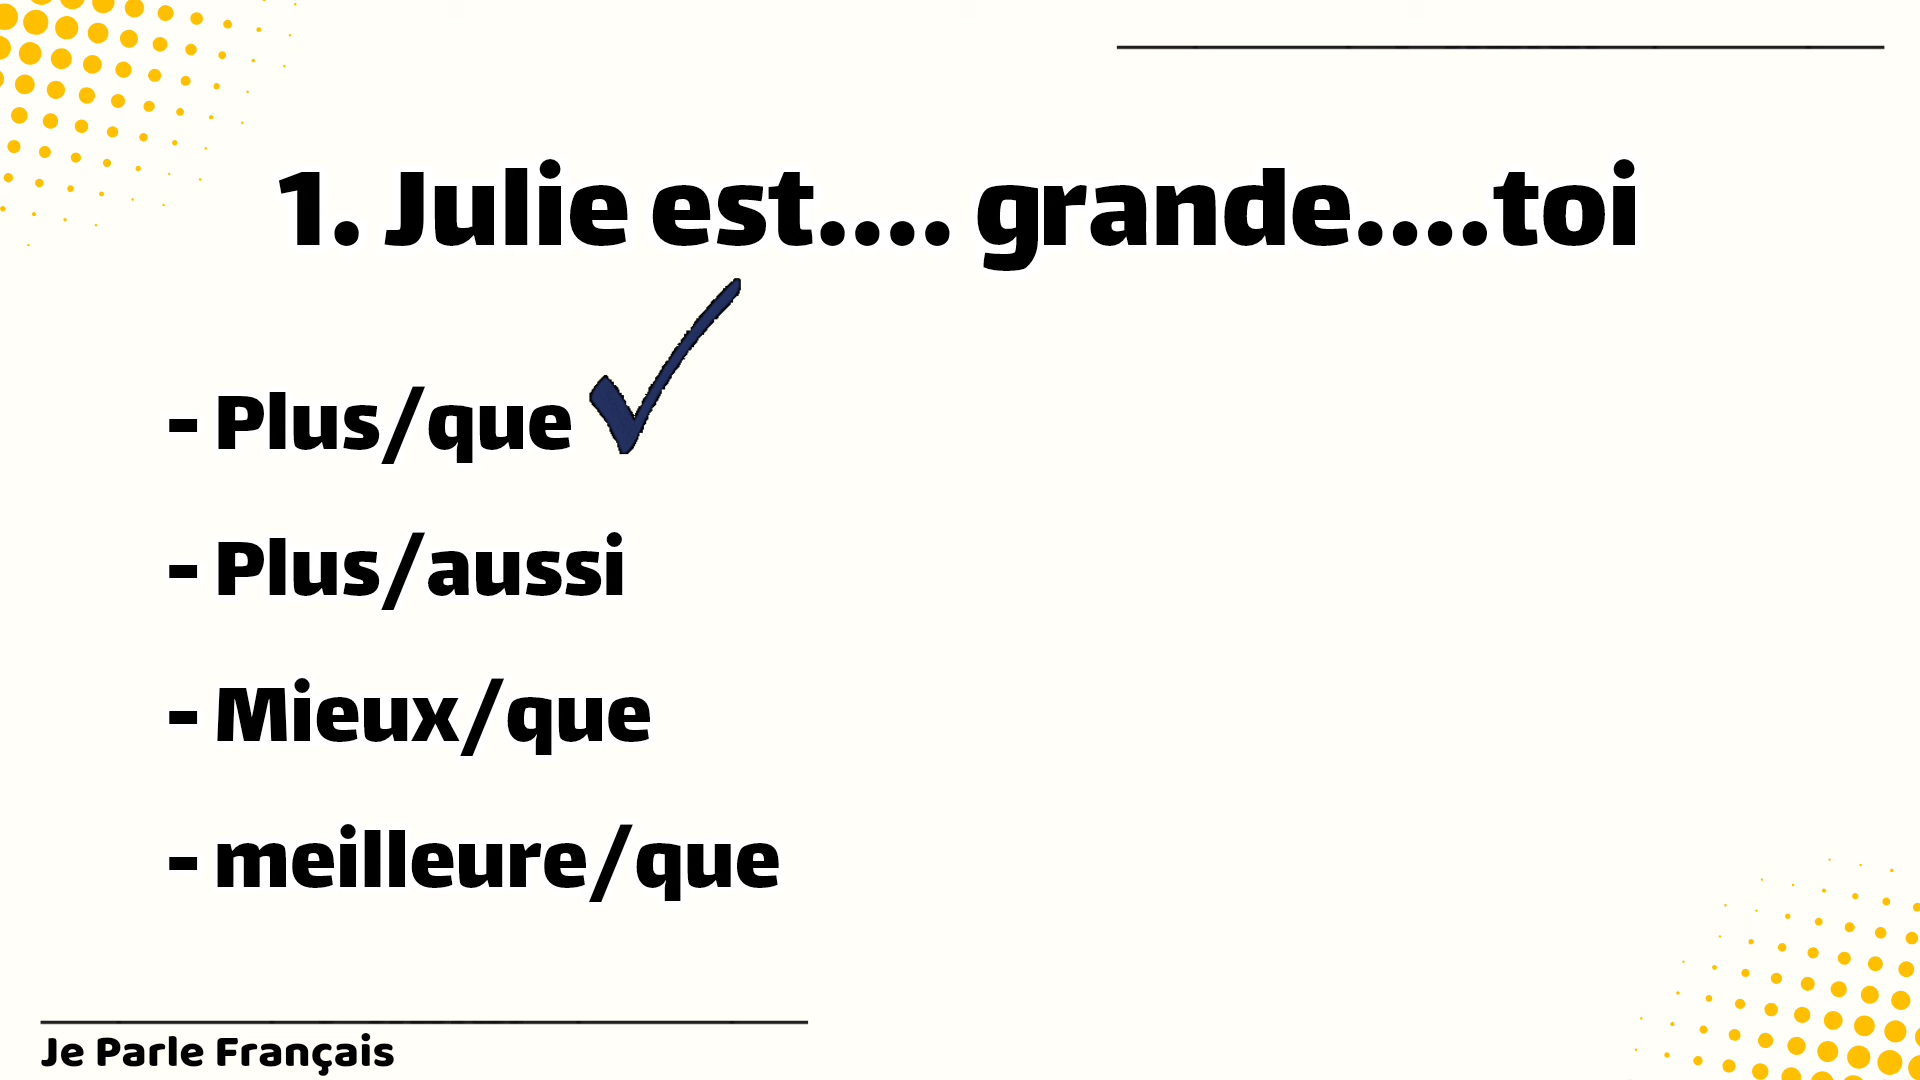 1. Julie est.... grande....toi
- Plus/que
- Plus/aussi
- Mieux/que
- meilleure/que
Je Parle Français